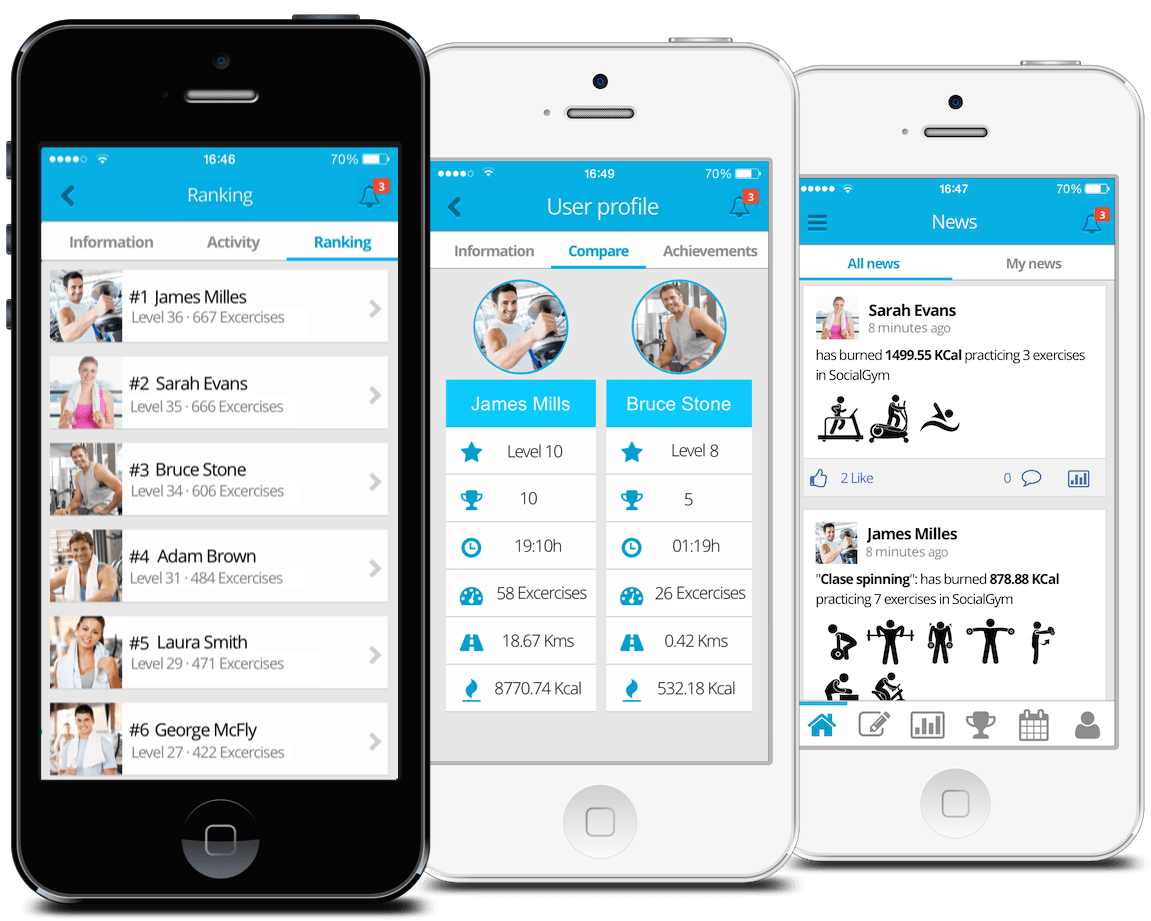 16:46
70%
Ranking
3
Information
Activity
Ranking
#1 James Milles
Level 36 · 667 Excercises
#2 Sarah Evans
Level 35 · 666 Excercises
#3 Bruce Stone
Level 34 · 606 Excercises
#4 Adam Brown
Level 31 · 484 Excercises
#5 Laura Smith
Level 29 · 471 Excercises
#6 George McFly
Level 27 · 422 Excercises
16:49
70%
User profile
3
Information
Compare
Achievements
James Mills
Bruce Stone
Level 10
Level 8
10
5
19:10h
01:19h
58 Excercises
26 Excercises
18.67 Kms
0.42 Kms
8770.74 Kcal
532.18 Kcal
16:47
70%
News
3
All news
My news
Sarah Evans
8 minutes ago
has burned 1499.55 KCal practicing 3 exercises
in SocialGym
2 Like
0
James Milles
8 minutes ago
"Clase spinning": has burned 878.88 KCal
practicing 7 exercises in SocialGym